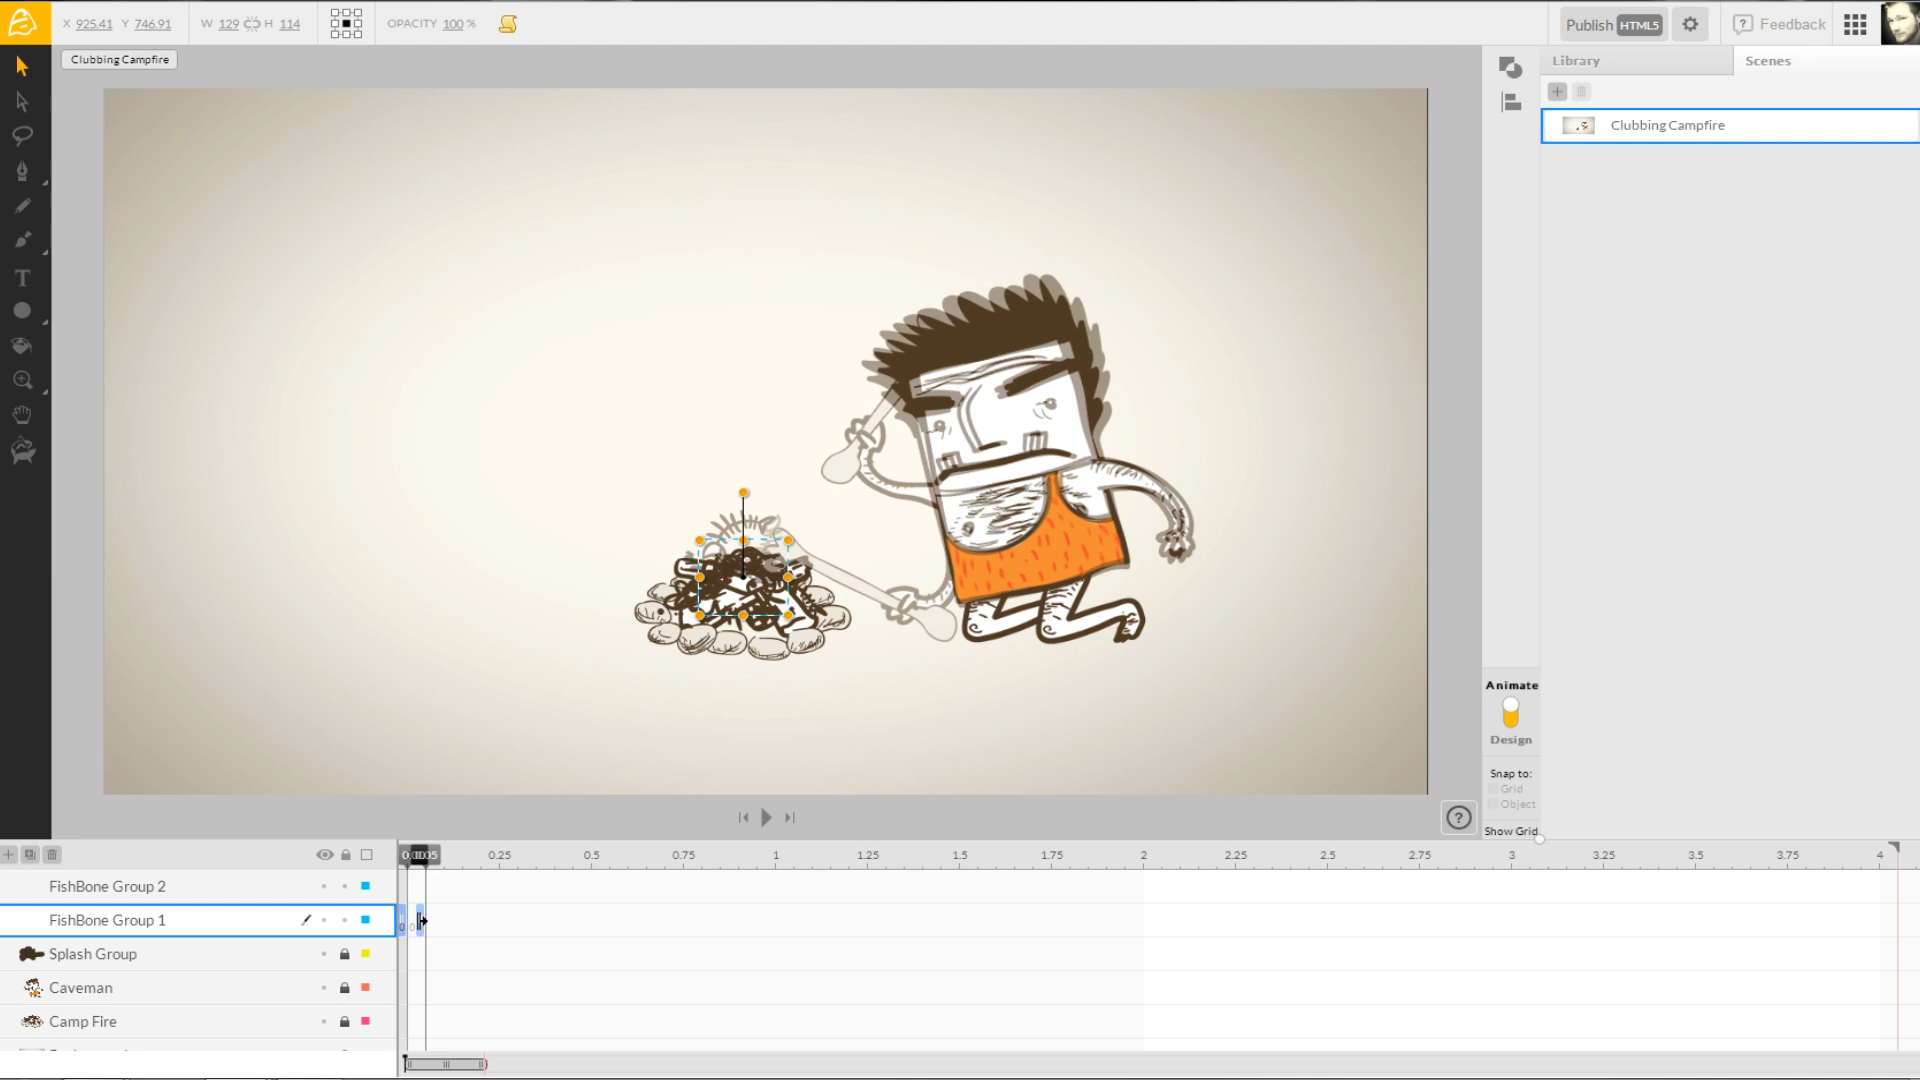 X 925.41 Y 746.91 W 129 H 114 OPACITY 100 % Publish HTML5 Feedback
Clubbing Campfire
Library Scenes
Clubbing Campfire
Animate
Design
Snap to:
Grid
Object
Show Grid
0.25 0.5 0.75 1 1.25 1.5 1.75 2 2.25 2.5 2.75 3 3.25 3.5 3.75 4
FishBone Group 2
FishBone Group 1
Splash Group
Caveman
Camp Fire